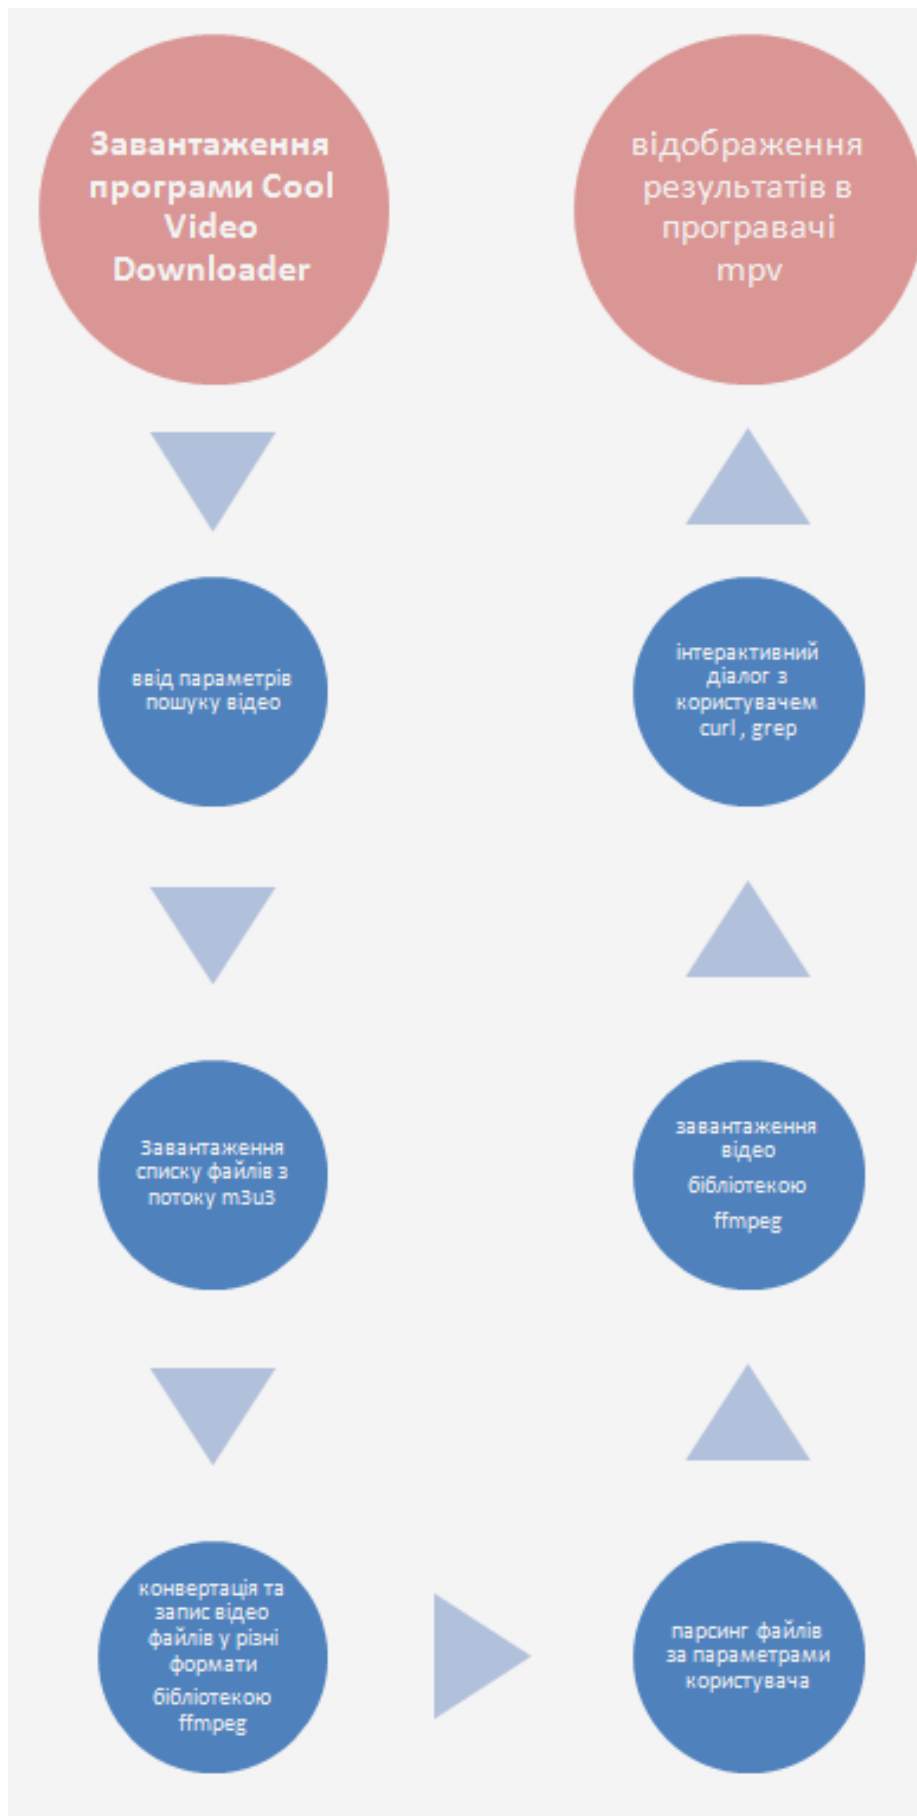 Завантаження
програми Cool
Video
Downloader
ввід параметрів
пошуку відео
Завантаження
списку файлів з
потоку m3u3
конвертація та
запис відео
файлів у різні
формати
бібліотекою
ffmpeg
парсинг файлів
за параметрами
користувача
завантаження
відео
бібліотекою
ffmpeg
інтерактивний
діалог з
користувачем
curl , grep
відображення
результатів в
програвачі
mpv